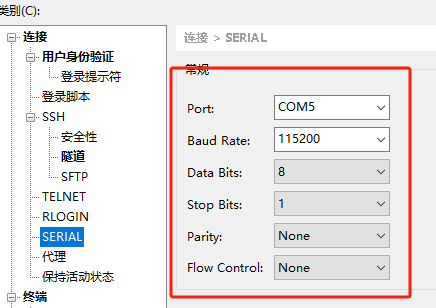 类别(C):
连接
用户身份验证
登录提示符
登录脚本
SSH
安全性
隧道
SFTP
TELNET
RLOGIN
SERIAL
代理
保持活动状态
终端
连接 > SERIAL
常规
Port: COM5
Baud Rate: 115200
Data Bits: 8
Stop Bits: 1
Parity: None
Flow Control: None